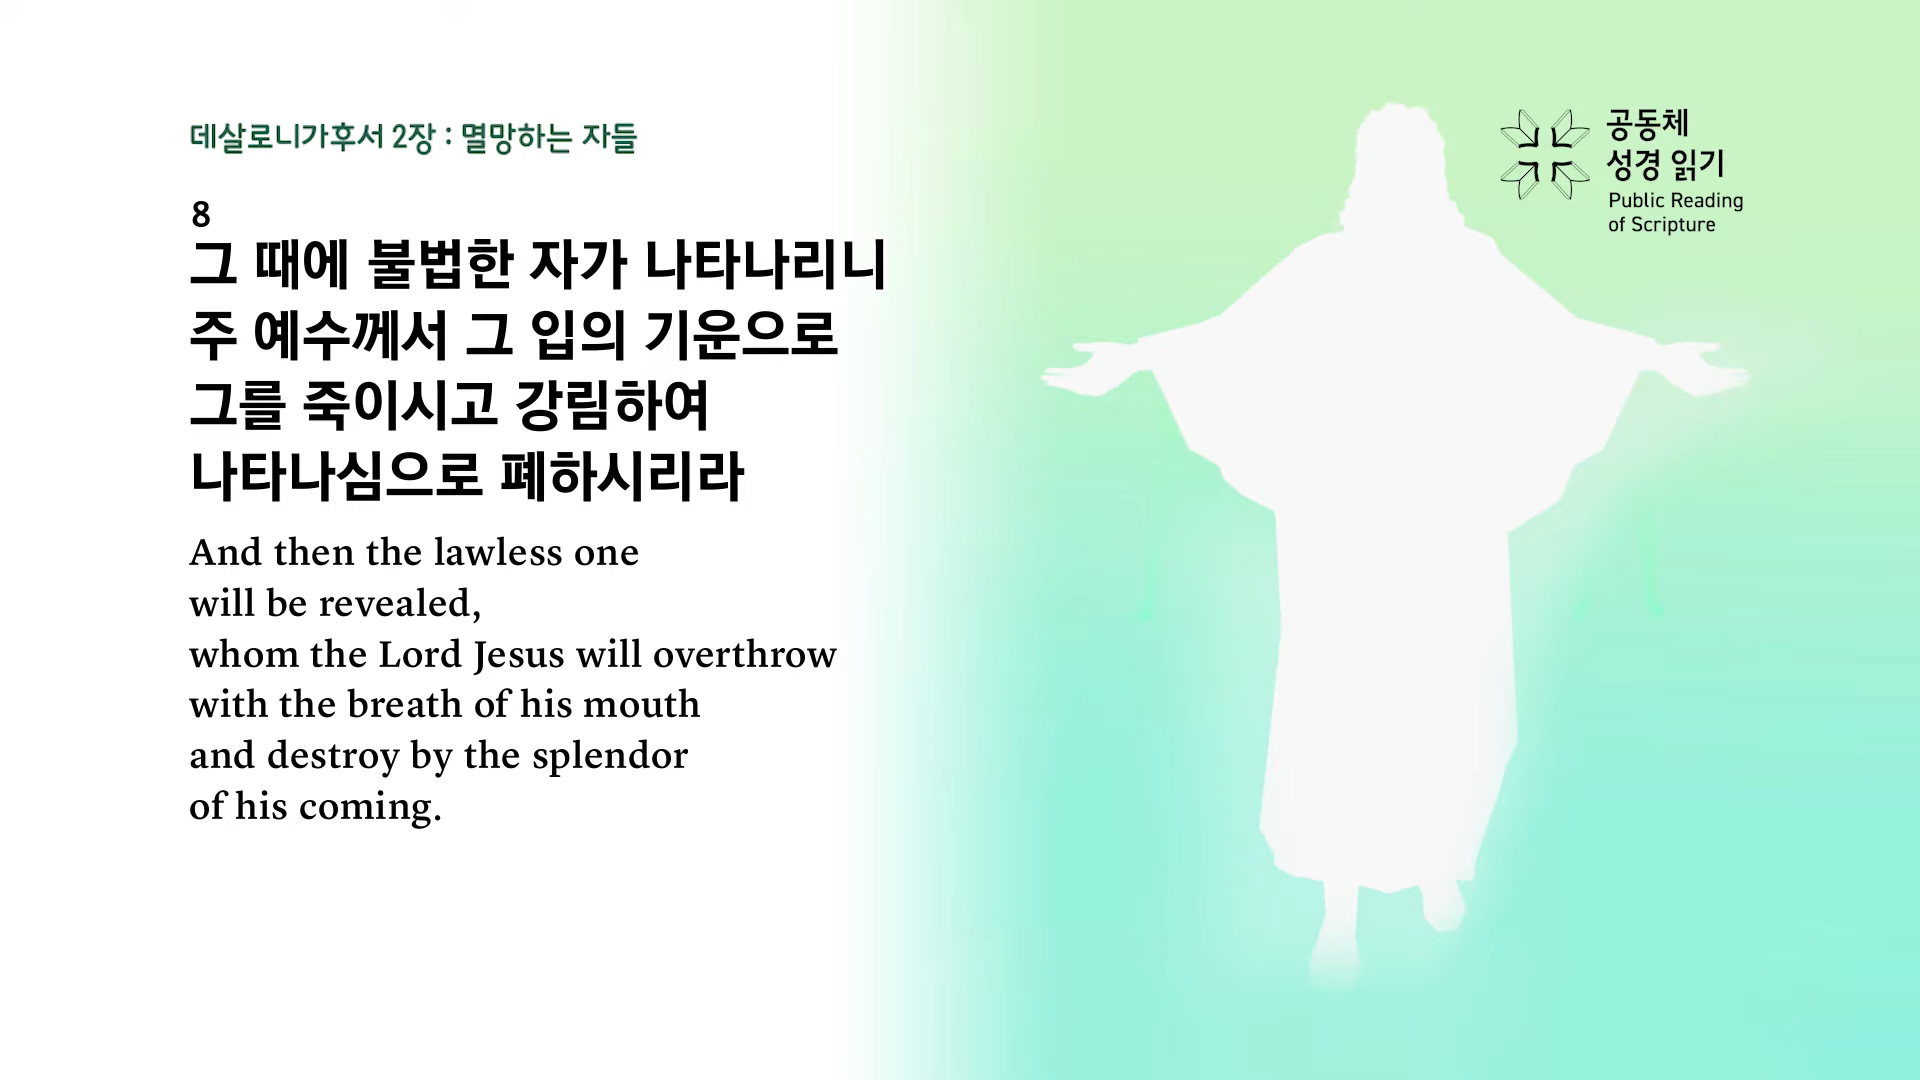 데살로니가후서 2장 : 멸망하는 자들
8
그 때에 불법한 자가 나타나리니
주 예수께서 그 입의 기운으로
그를 죽이시고 강림하여
나타나심으로 폐하시리라
And then the lawless one
will be revealed,
whom the Lord Jesus will overthrow
with the breath of his mouth
and destroy by the splendor
of his coming.
공동체
성경 읽기
Public Reading
of Scripture